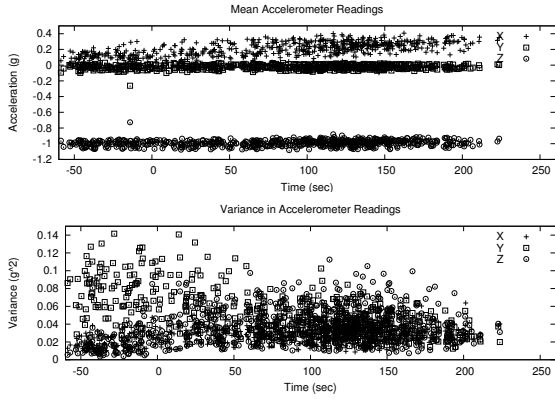 Mean Accelerometer Readings
0.4
0.2
0
-0.2
-0.4
-0.6
-0.8
-1
-1.2
Acceleration (g)
X
Y
Z
-50 0 50 100 150 200 250
Time (sec)
Variance in Accelerometer Readings
0.14
0.12
0.1
0.08
0.06
0.04
0.02
0
Variance (g^2)
X
Y
Z
-50 0 50 100 150 200 250
Time (sec)